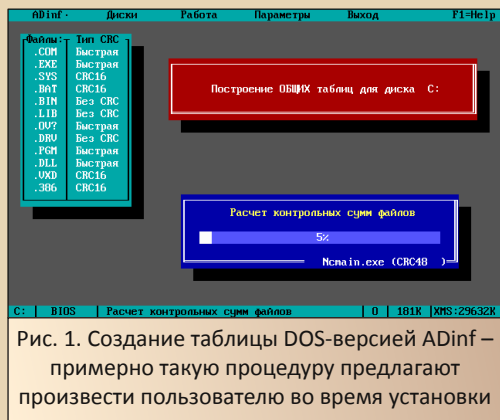 ADinf· Диски Работа Параметры Выход F1=Help
Файлы: Тип CRC
.COM Быстрая
.EXE Быстрая
.SYS CRC16
.BAT CRC16
.BIN Без CRC
.LIB Без CRC
.OV? Быстрая
.DRV Без CRC
.PGM Быстрая
.DLL Быстрая
.VXD CRC16
.386 CRC16
Построение ОБЩИХ таблиц для диска C:
Расчет контрольных сумм файлов
5%
Ncmain.exe (CRC48 )
C: BIOS Расчет контрольных сумм файлов 0 181K XMS:29632K
Рис. 1. Создание таблицы DOS-версией ADinf –
примерно такую процедуру предлагают
произвести пользователю во время установки